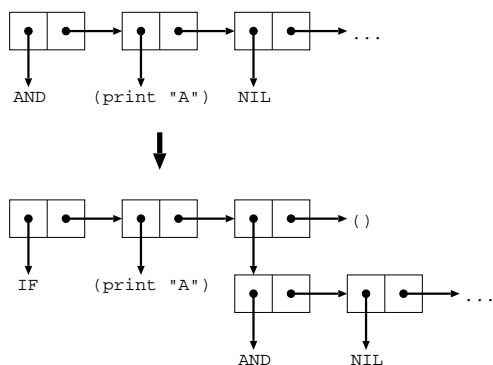 ...
AND (print "A") NIL
()
IF (print "A")
...
AND NIL